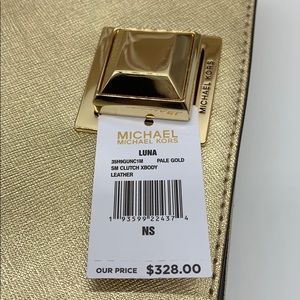 MICHAEL KORS
MICHAEL
MICHAEL KORS
LUNA
35H9GUNC1M PALE GOLD
SM CLUTCH XBODY
LEATHER
1 93599 22437 4
NS
OUR PRICE $328.00